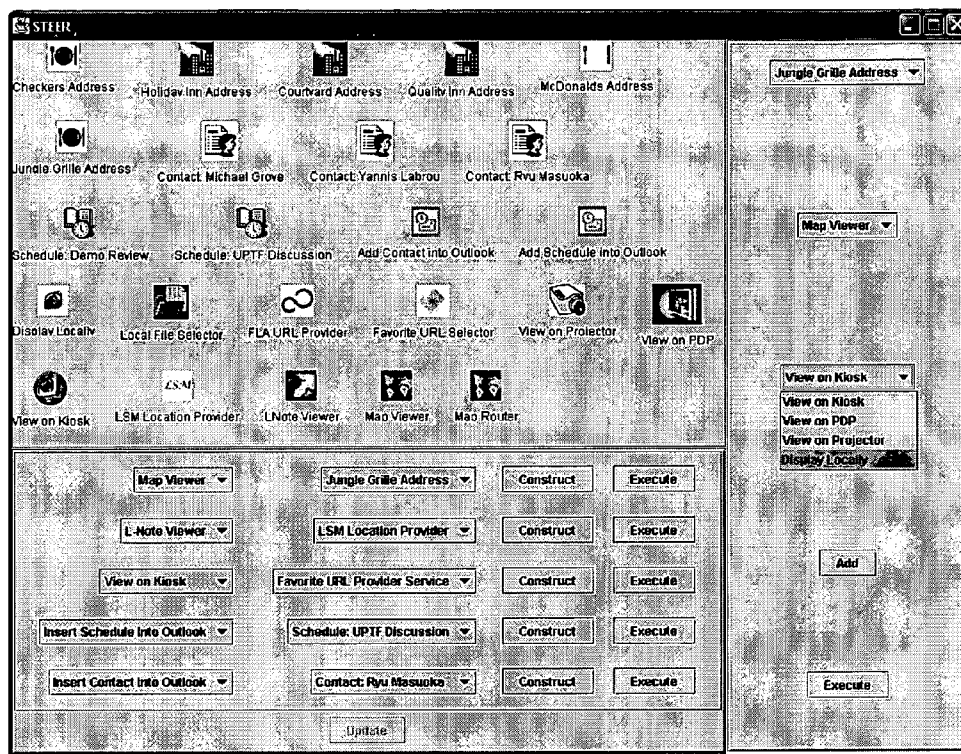 STEER
Checkers Address Holiday Inn Address Courtyard Address Quality Inn Address McDonalds Address
Jungle Grille Address Contact: Michael Grove Contact: Yannis Labrou Contact: Ryu Masuoka
Schedule: Demo Review Schedule: UPTF Discussion Add Contact into Outlook Add Schedule into Outlook
Display Locally Local File Selector FLA URL Provider Favorite URL Selector View on Projector View on PDP
View on Kiosk LSM LSM Location Provider LNote Viewer Map Viewer Map Router
Map Viewer Jungle Grille Address Construct Execute
L-Note Viewer LSM Location Provider Construct Execute
View on Kiosk Favorite URL Provider Service Construct Execute
Insert Schedule Into Outlook Schedule: UPTF Discussion Construct Execute
Insert Contact Into Outlook Contact: Ryu Masuoka Construct Execute
Update
Jungle Grille Address
Map Viewer
View on Kiosk
View on Kiosk
View on PDP
View on Projector
Display Locally
Add
Execute